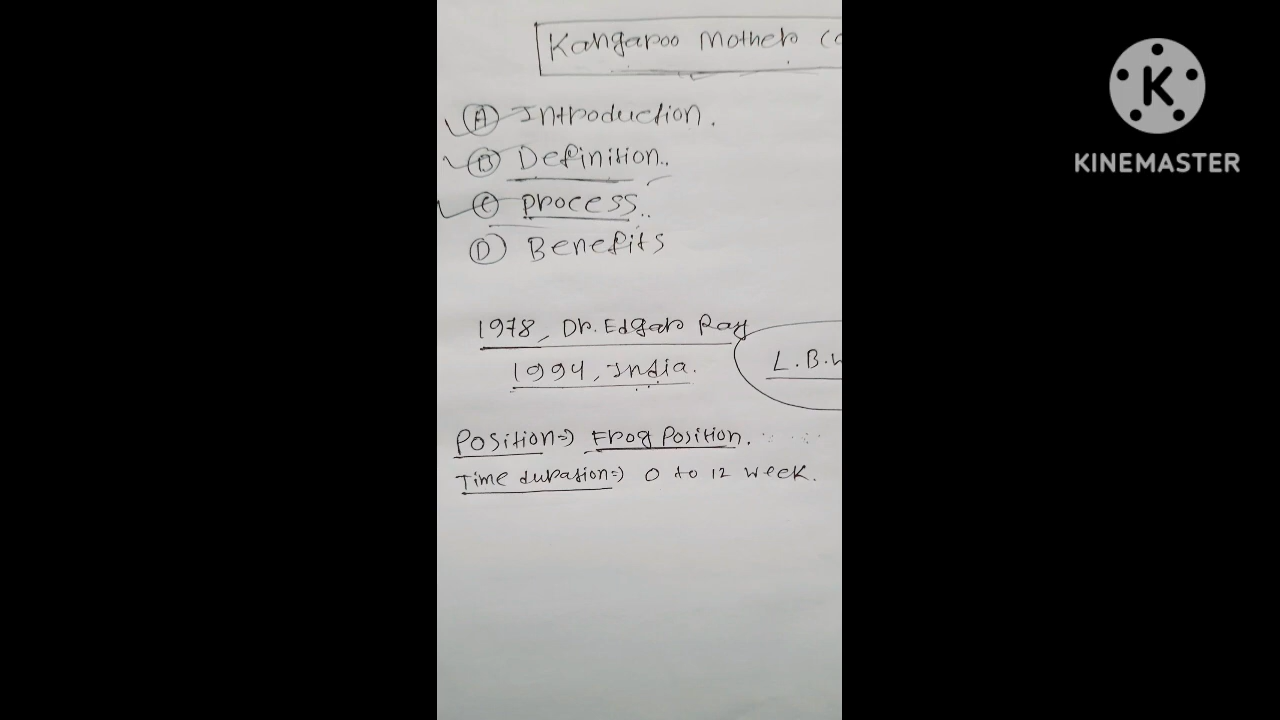 Kangaroo Mother (
A Introduction.
B Definition..
C process..
D Benefits
1978, Dr. Edgar Ray
1994, India.
L.B.W
Position=) Frog Position.
Time duration=) 0 to 12 week.
K
KINEMASTER